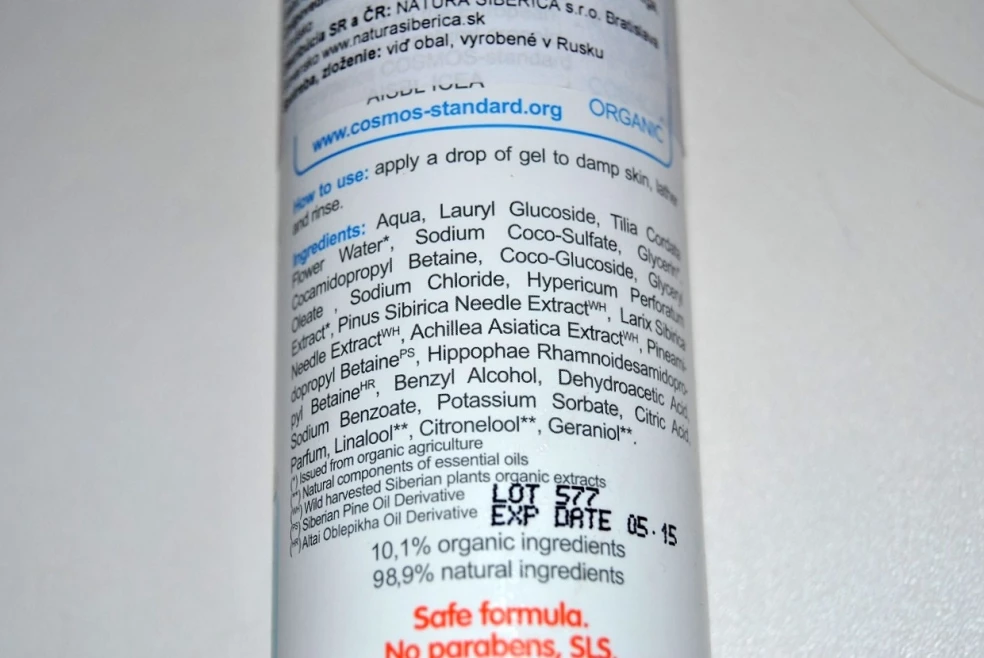 SR a ČR: NATURA SIBERICA s.r.o. Bratislava
www.naturasiberica.sk
zloženie: viď obal, vyrobené v Rusku
COSMOS-standard
www.cosmos-standard.org ORGANIC
How to use: apply a drop of gel to damp skin, lather
and rinse.
Ingredients: Aqua, Lauryl Glucoside, Tilia Cordata
Flower Water*, Sodium Coco-Sulfate, Glycerin*,
Cocamidopropyl Betaine, Coco-Glucoside, Glyceryl
Oleate , Sodium Chloride, Hypericum Perforatum
Extract*, Pinus Sibirica Needle Extractᵂᴴ, Larix Sibirica
Needle Extractᵂᴴ, Achillea Asiatica Extractᵂᴴ, Pineami-
dopropyl Betaineᴾˢ, Hippophae Rhamnoidesamidopro-
pyl Betaineᴴᴿ, Benzyl Alcohol, Dehydroacetic Acid,
Sodium Benzoate, Potassium Sorbate, Citric Acid,
Parfum, Linalool**, Citronelool**, Geraniol**.
(*) Issued from organic agriculture
(**) Natural components of essential oils
(WH) Wild harvested Siberian plants organic extracts
(PS) Siberian Pine Oil Derivative
(HR) Altai Oblepikha Oil Derivative
LOT 577
EXP DATE 05.15
10,1% organic ingredients
98,9% natural ingredients
Safe formula.
No parabens, SLS,